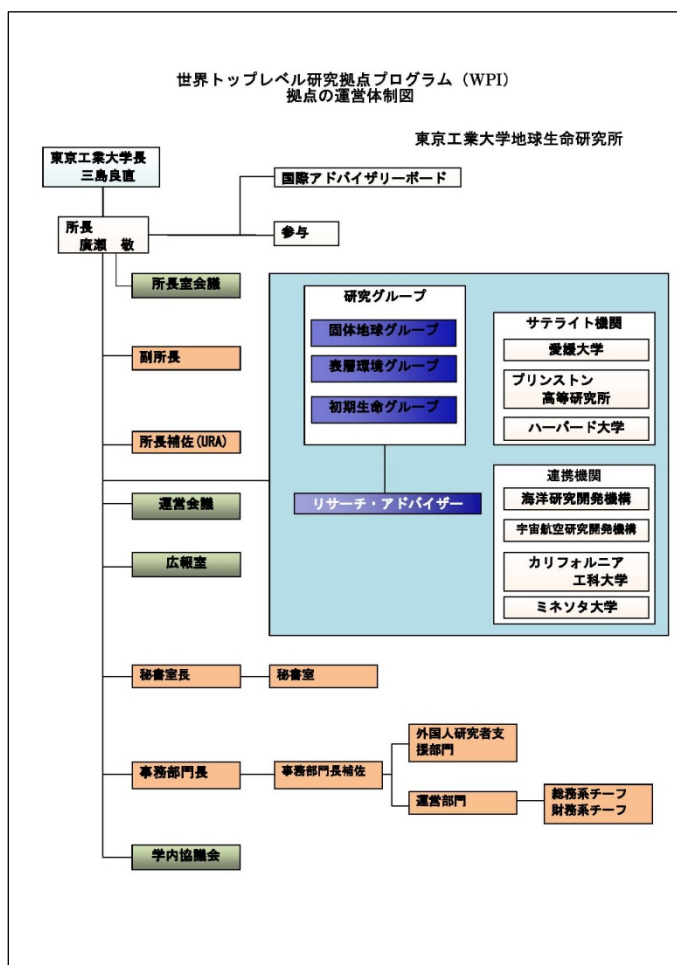 世界トップレベル研究拠点プログラム（WPI）
拠点の運営体制図
東京工業大学地球生命研究所
東京工業大学長
三島良直
国際アドバイザリーボード
所長
廣瀬　敬
参与
所長室会議
研究グループ
固体地球グループ
表層環境グループ
初期生命グループ
リサーチ・アドバイザー
サテライト機関
愛媛大学
プリンストン
高等研究所
ハーバード大学
連携機関
海洋研究開発機構
宇宙航空研究開発機構
カリフォルニア
工科大学
ミネソタ大学
副所長
所長補佐(URA)
運営会議
広報室
秘書室長
秘書室
事務部門長
事務部門長補佐
外国人研究者支
援部門
運営部門
総務系チーフ
財務系チーフ
学内協議会